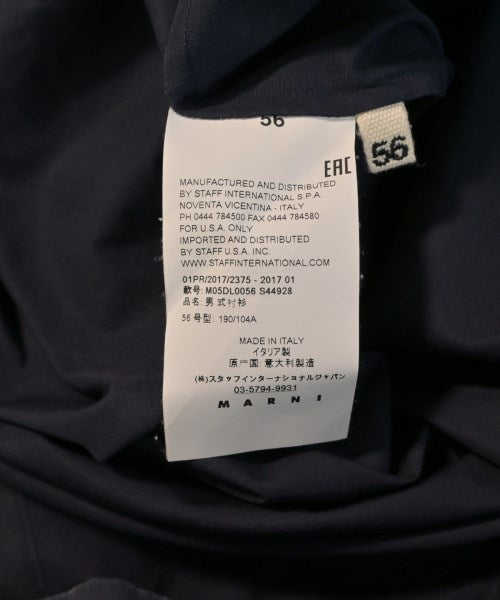 56
EAC
56
MANUFACTURED AND DISTRIBUTED
BY STAFF INTERNATIONAL S.P.A.
NOVENTA VICENTINA - ITALY
PH 0444 784500 FAX 0444 784580
FOR U.S.A. ONLY
IMPORTED AND DISTRIBUTED
BY STAFF U.S.A. INC.
WWW.STAFFINTERNATIONAL.COM
01PR/2017/2375 - 2017 01
款号: M05DL0056 S44928
品名: 男式衬衫
56 号型: 190/104A
MADE IN ITALY
イタリア製
原产国: 意大利製造
(株)スタッフインターナショナルジャパン
03-5794-9931
MARNI